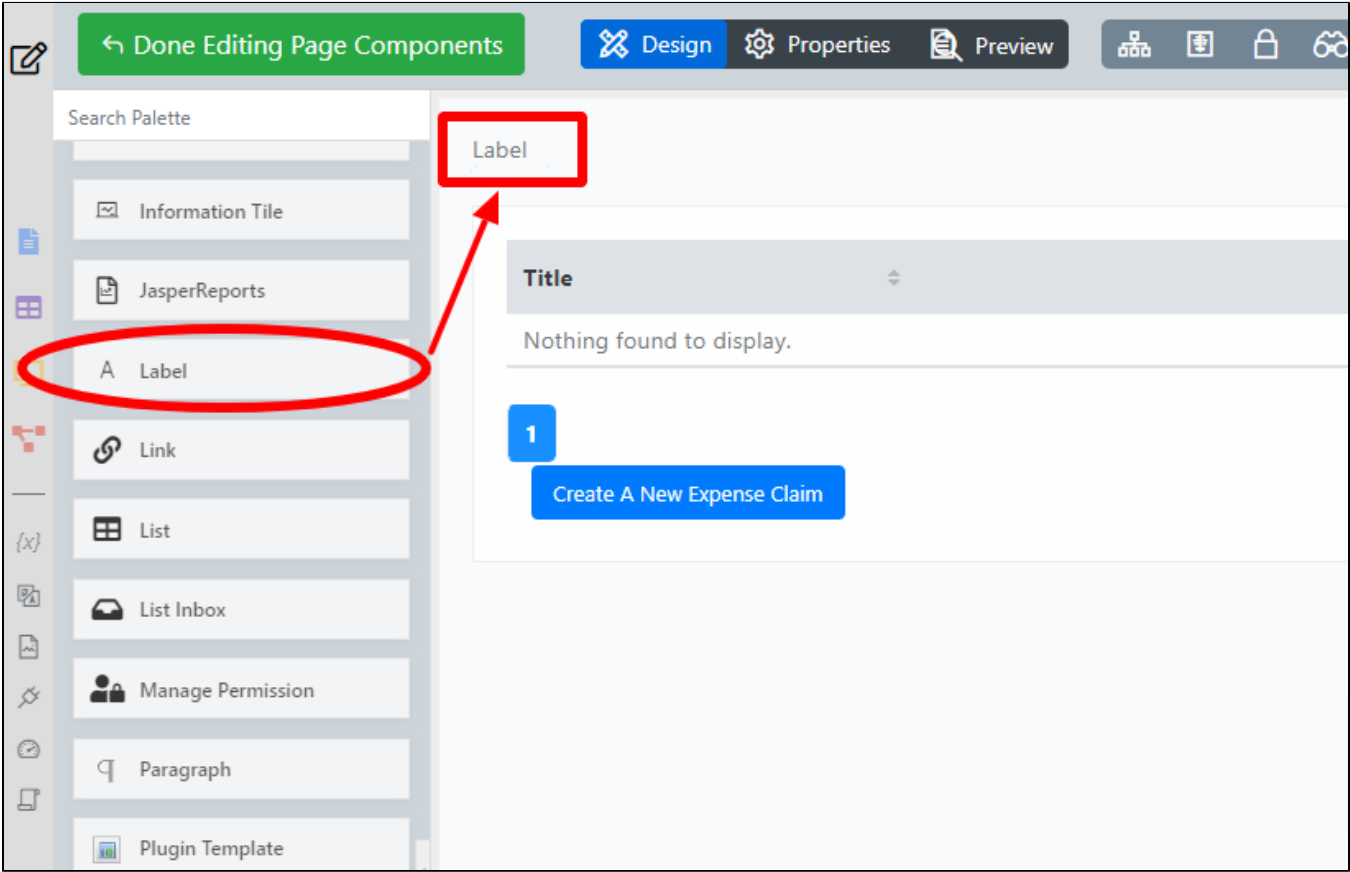 Done Editing Page Components
Design
Properties
Preview
Search Palette
Information Tile
JasperReports
A Label
Link
List
List Inbox
Manage Permission
Paragraph
Plugin Template
{x}
Label
Title
Nothing found to display.
1
Create A New Expense Claim